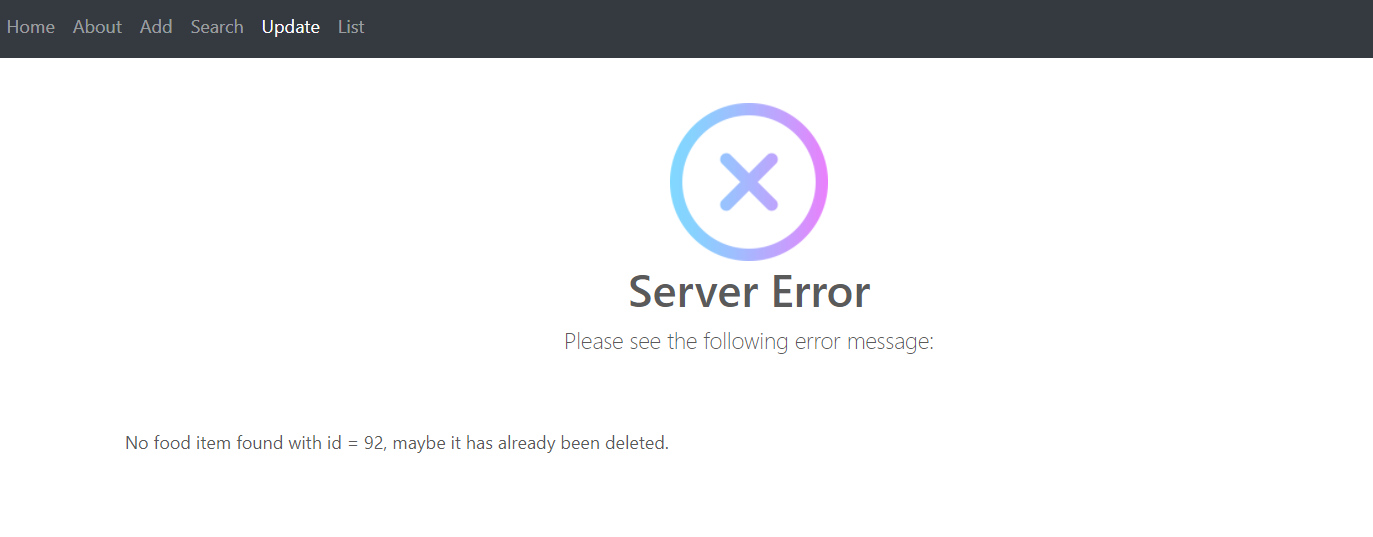 Home About Add Search Update List
Server Error
Please see the following error message:
No food item found with id = 92, maybe it has already been deleted.